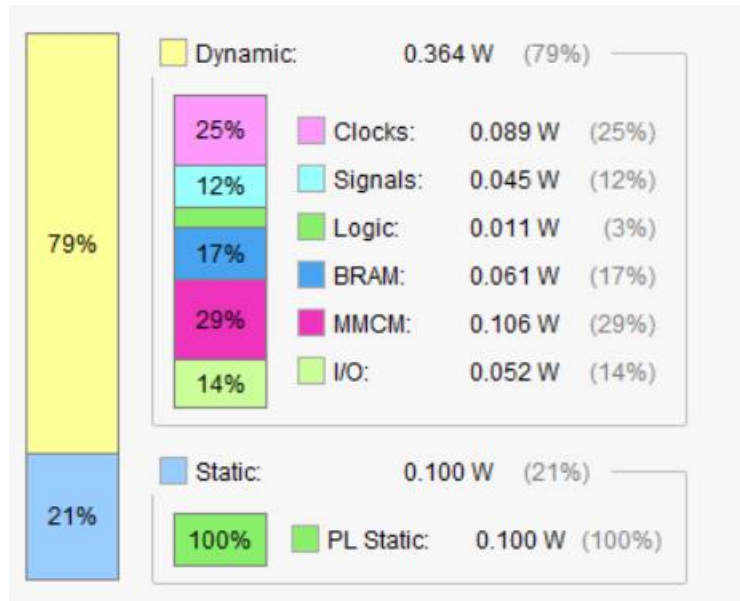 Dynamic: 0.364 W (79%)
25% Clocks: 0.089 W (25%)
12% Signals: 0.045 W (12%)
Logic: 0.011 W (3%)
79% 17% BRAM: 0.061 W (17%)
29% MMCM: 0.106 W (29%)
14% I/O: 0.052 W (14%)
Static: 0.100 W (21%)
21% 100% PL Static: 0.100 W (100%)